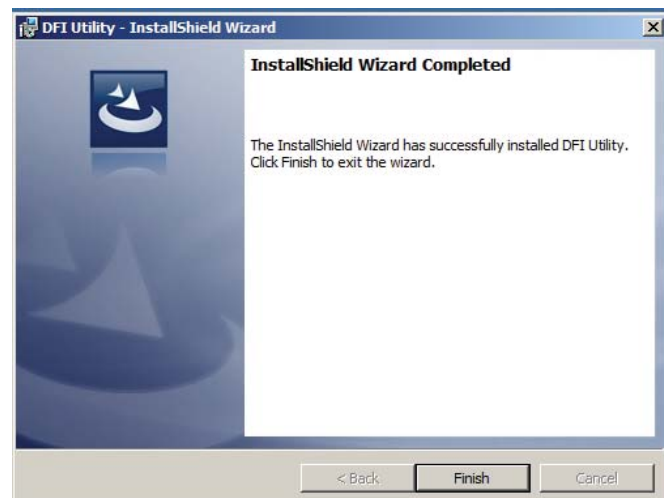 DFI Utility - InstallShield Wizard
InstallShield Wizard Completed
The InstallShield Wizard has successfully installed DFI Utility.
Click Finish to exit the wizard.
< Back
Finish
Cancel